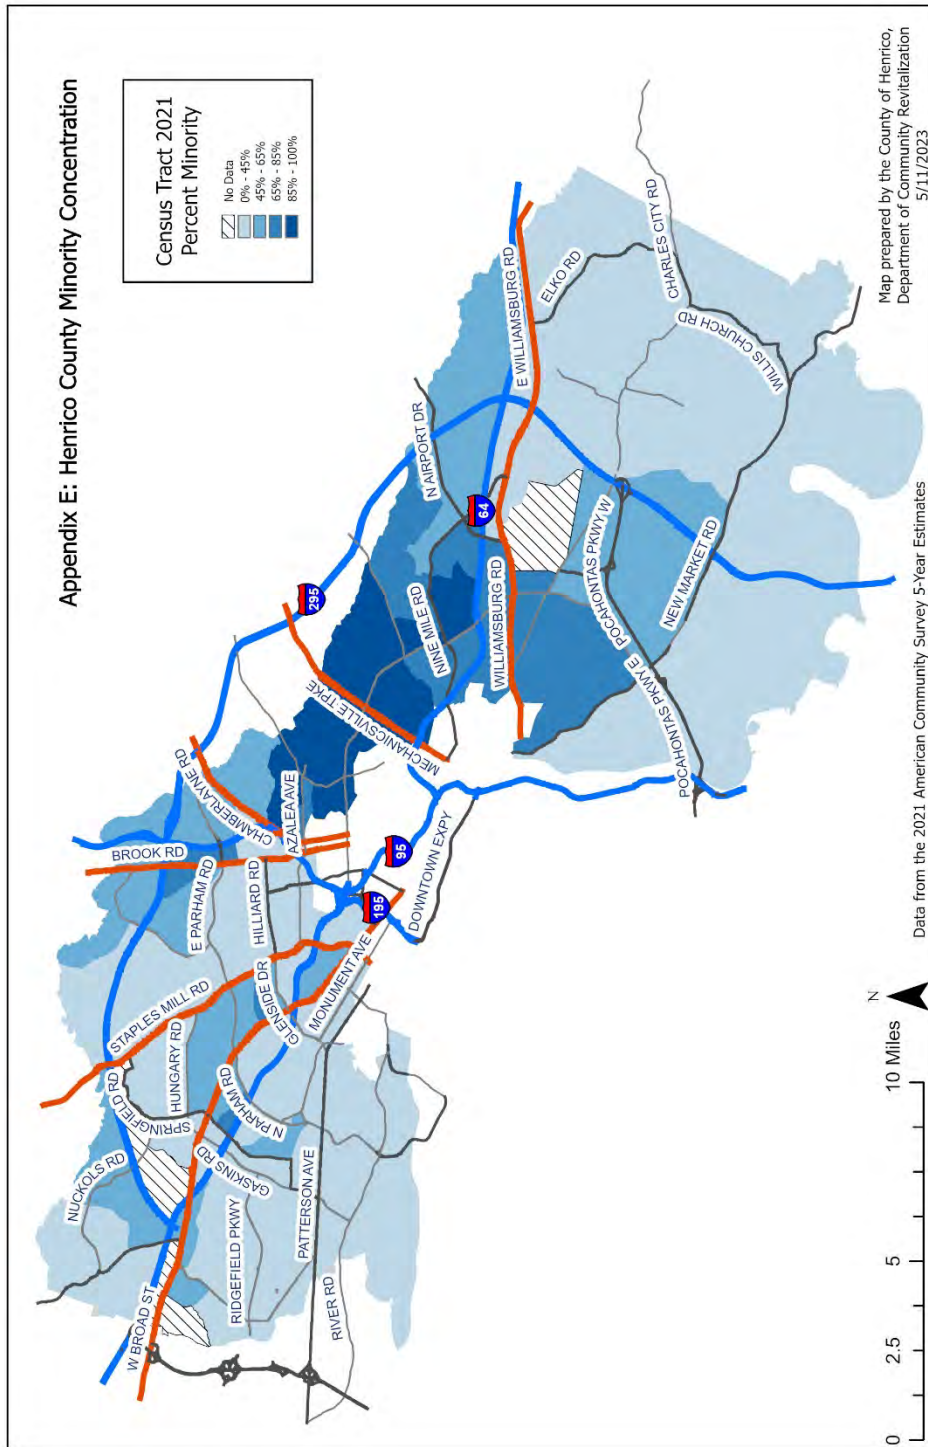 Appendix E: Henrico County Minority Concentration
Census Tract 2021
Percent Minority
No Data
0% - 45%
45% - 65%
65% - 85%
85% - 100%
W BROAD ST
NUCKOLS RD
SPRINGFIELD RD
STAPLES MILL RD
HUNGARY RD
GASKINS RD
N PARHAM RD
RIDGEFIELD PKWY
PATTERSON AVE
RIVER RD
GLENSIDE DR
MONUMENT AVE
HILLIARD RD
E PARHAM RD
BROOK RD
CHAMBERLAYNE RD
AZALEA AVE
195
95
DOWNTOWN EXPY
MECHANICSVILLE TPKE
295
NINE MILE RD
N AIRPORT DR
64
WILLIAMSBURG RD
E WILLIAMSBURG RD
ELKO RD
CHARLES CITY RD
WILLIS CHURCH RD
NEW MARKET RD
POCAHONTAS PKWY W
POCAHONTAS PKWY E
N
0 2.5 5 10 Miles
Data from the 2021 American Community Survey 5-Year Estimates
Map prepared by the County of Henrico,
Department of Community Revitalization
5/11/2023